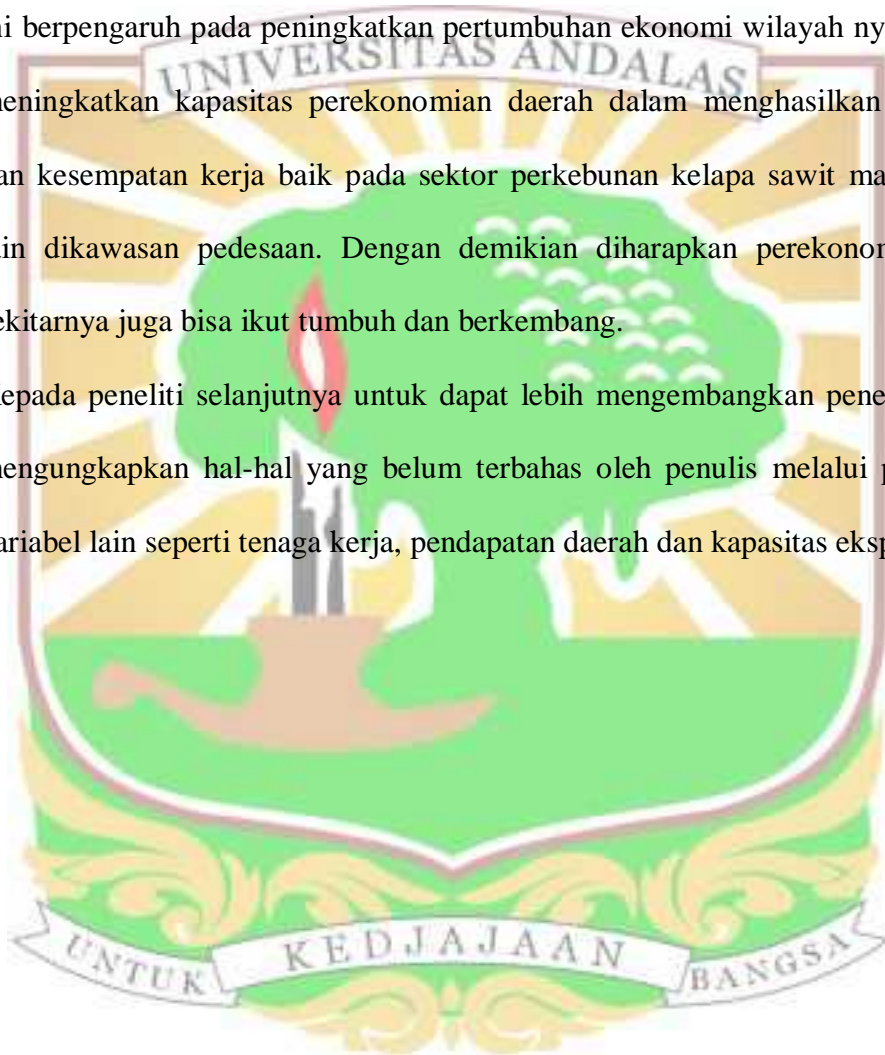 ni berpengaruh pada peningkatkan pertumbuhan ekonomi wilayah ny
UNIVERSITAS ANDALAS
meningkatkan kapasitas perekonomian daerah dalam menghasilkan
an kesempatan kerja baik pada sektor perkebunan kelapa sawit ma
in dikawasan pedesaan. Dengan demikian diharapkan perekonor
ekitarnya juga bisa ikut tumbuh dan berkembang.
kepada peneliti selanjutnya untuk dapat lebih mengembangkan pene
mengungkapkan hal-hal yang belum terbahas oleh penulis melalui p
ariabel lain seperti tenaga kerja, pendapatan daerah dan kapasitas eksp
UNTUK KEDJAJAAN BANGSA